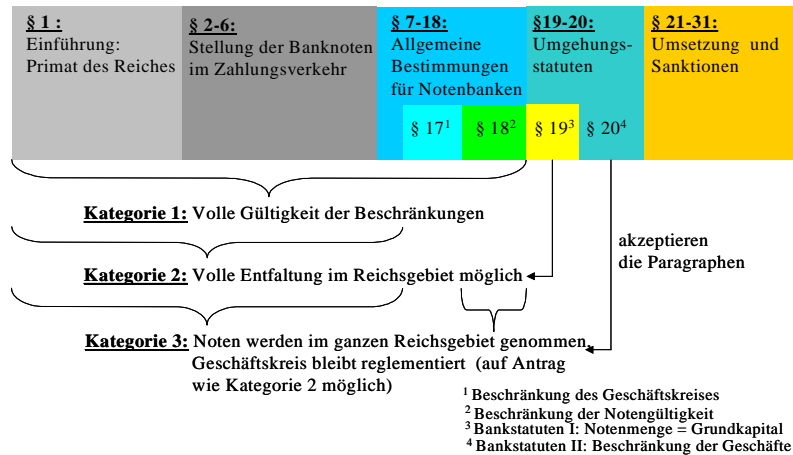 § 1 :
Einführung:
Primat des Reiches
§ 2-6:
Stellung der Banknoten
im Zahlungsverkehr
§ 7-18:
Allgemeine
Bestimmungen
für Notenbanken
§19-20:
Umgehungs-
statuten
§ 21-31:
Umsetzung und
Sanktionen
§ 17¹
§ 18²
§ 19³
§ 20⁴
Kategorie 1: Volle Gültigkeit der Beschränkungen
Kategorie 2: Volle Entfaltung im Reichsgebiet möglich
akzeptieren
die Paragraphen
Kategorie 3: Noten werden im ganzen Reichsgebiet genommen,
Geschäftskreis bleibt reglementiert (auf Antrag
wie Kategorie 2 möglich)
¹ Beschränkung des Geschäftskreises
² Beschränkung der Notengültigkeit
³ Bankstatuten I: Notenmenge = Grundkapital
⁴ Bankstatuten II: Beschränkung der Geschäfte